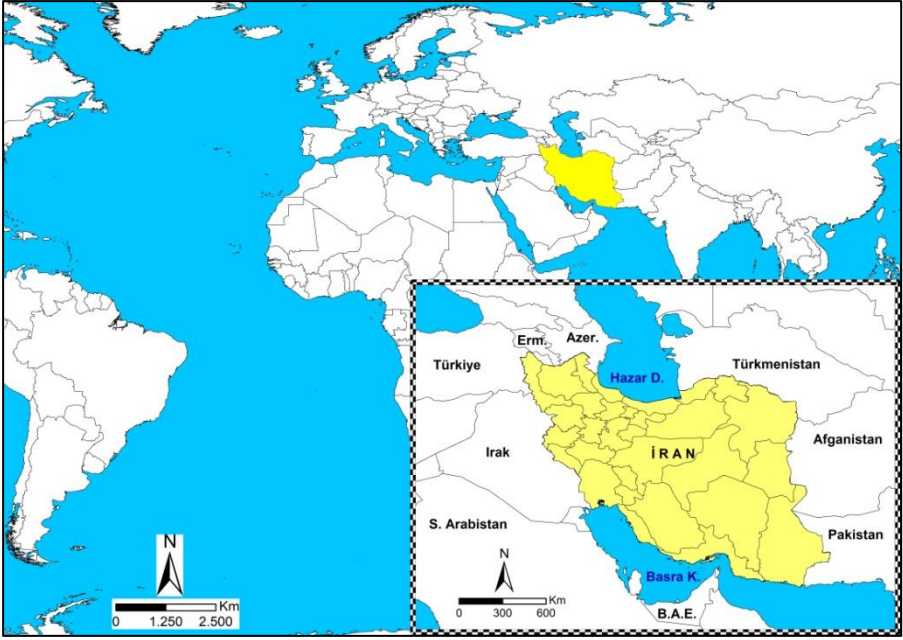 N
Km
0 1.250 2.500
Erm.
Azer.
Türkiye
Hazar D.
Türkmenistan
Irak
İ R A N
Afganistan
S. Arabistan
Pakistan
N
Basra K.
Km
0 300 600
B.A.E.